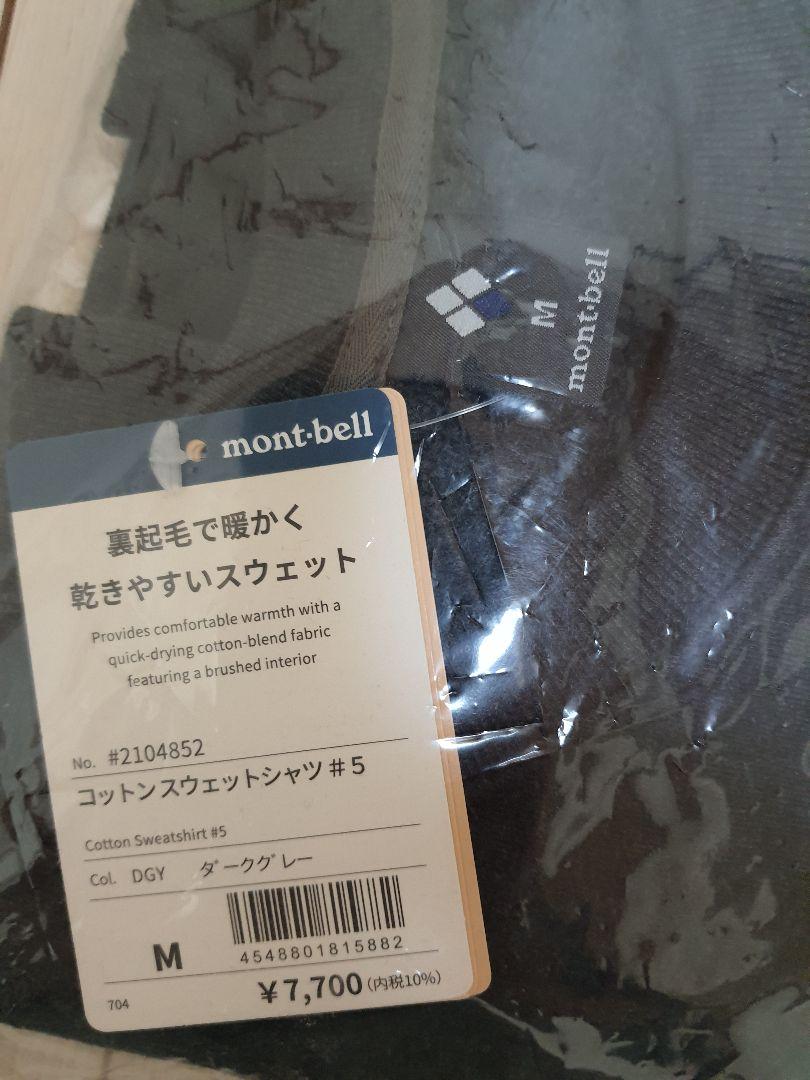 M
mont·bell
mont·bell
裏起毛で暖かく
乾きやすいスウェット
Provides comfortable warmth with a
quick-drying cotton-blend fabric
featuring a brushed interior
No. #2104852
コットンスウェットシャツ＃５
Cotton Sweatshirt #5
Col. DGY ダークグレー
M
4548801815882
704
¥7,700(内税10%)